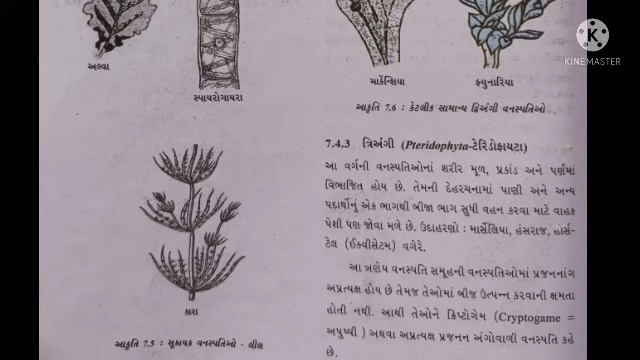 અલ્વા
સ્પાયરોગાયરા
કારા
આકૃતિ 7.5 : સુકાયક વનસ્પતિઓ - લીલ
K
KINEMASTER
માર્કેન્શિયા
ફ્યુનારિયા
આકૃતિ 7.6 : કેટલીક સામાન્ય દ્વિઅંગી વનસ્પતિઓ
7.4.3 ત્રિઅંગી (Pteridophyta-ટેરિડોફાયટા)
આ વર્ગની વનસ્પતિઓનાં શરીર મૂળ, પ્રકાંડ અને પર્ણમાં
વિભાજિત હોય છે. તેમની દેહરચનામાં પાણી અને અન્ય
પદાર્થોનું એક ભાગથી બીજા ભાગ સુધી વહન કરવા માટે વાહક
પેશી પણ જોવા મળે છે. ઉદાહરણો : માર્સેલિયા, હંસરાજ, હાર્સ-
ટેલ (ઈક્વીસેટમ) વગેરે.
આ ત્રણેય વનસ્પતિ સમૂહની વનસ્પતિઓમાં પ્રજનનાંગ
અપ્રત્યક્ષ હોય છે તેમજ તેઓમાં બીજ ઉત્પન્ન કરવાની ક્ષમતા
હોતી નથી. આથી તેઓને ક્રિપ્ટોગેમ (Cryptogame =
અપુષ્પી ) અથવા અપ્રત્યક્ષ પ્રજનન અંગોવાળી વનસ્પતિ કહે
છે.